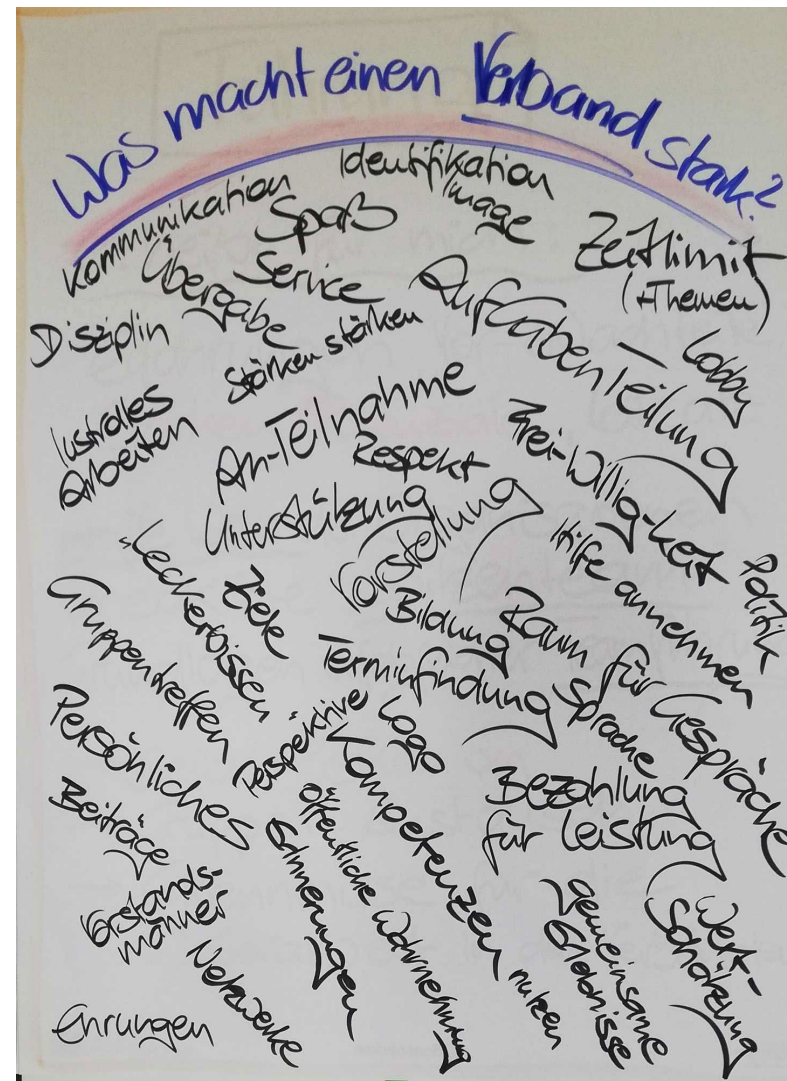 Was macht einen Verband stark?
Identifikation
Image
Kommunikation
Spaß
Zeitlimit
(+Themen)
Übergabe
Service
Disziplin
Stärken stärken
AufGabenTeilung
Lobby
lustvolles
Arbeiten
An-Teilnahme
Respekt
Frei-Willig-keit
Unterstützung
Vorstellung
Hilfe annehmen
Politik
"Leckerbissen
Ziele
Bildung
Raum für Gespräche
Gruppentreffen
Terminfindung
Sprache
Persönliches
Perspektive
Logo
Bezahlung
für Leistung
Beiträge
Kompetenzen nutzen
öffentliche Wahrnehmung
Erinnerungen
Vorstands-
männer
gemeinsame
Erlebnisse
Wert-
Schätzung
Netzwerke
Ehrungen